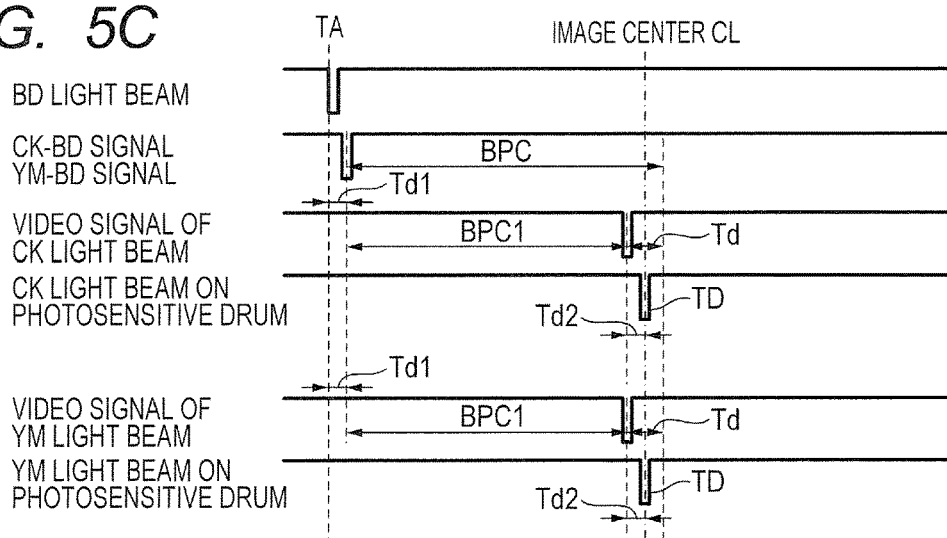 G. 5C
TA
IMAGE CENTER CL
BD LIGHT BEAM
CK-BD SIGNAL
YM-BD SIGNAL
BPC
Td1
VIDEO SIGNAL OF
CK LIGHT BEAM
BPC1
Td
CK LIGHT BEAM ON
PHOTOSENSITIVE DRUM
TD
Td2
Td1
VIDEO SIGNAL OF
YM LIGHT BEAM
BPC1
Td
YM LIGHT BEAM ON
PHOTOSENSITIVE DRUM
TD
Td2